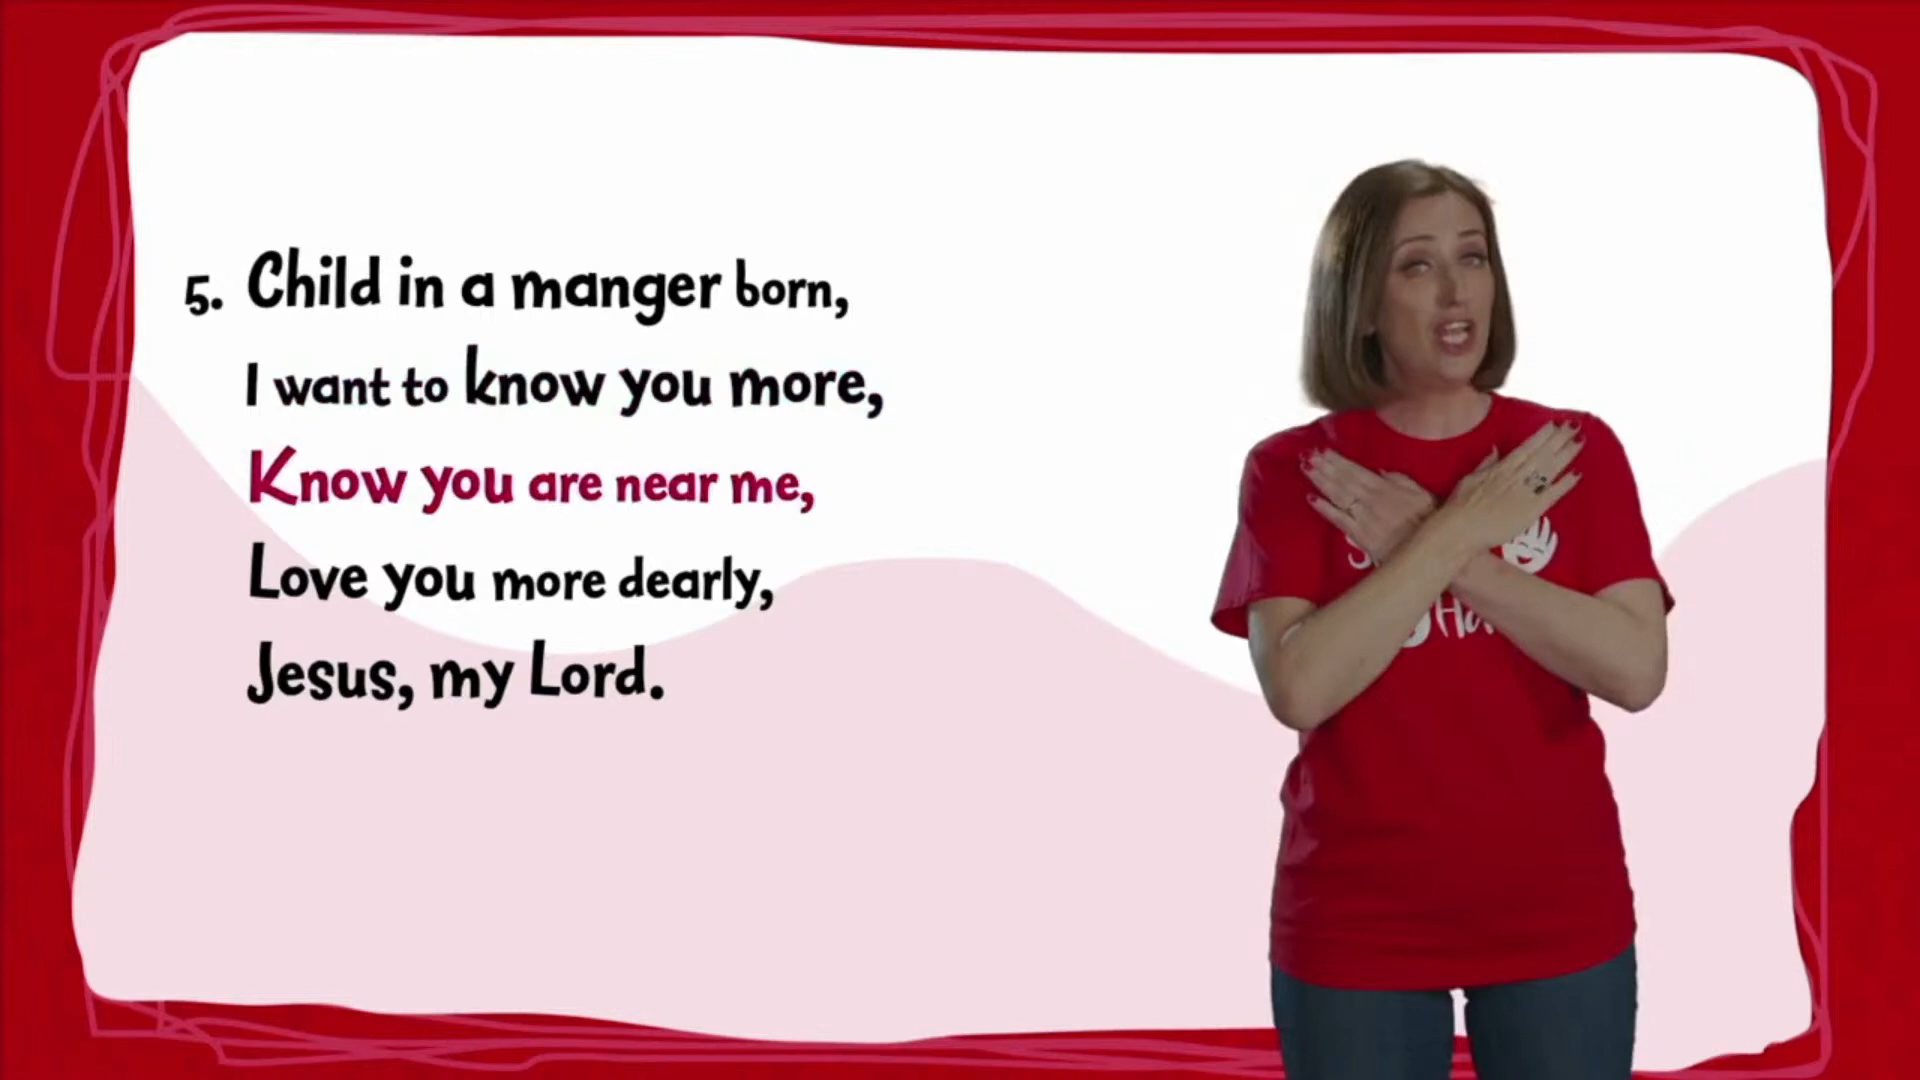 5. Child in a manger born,
I want to know you more,
Know you are near me,
Love you more dearly,
Jesus, my Lord.